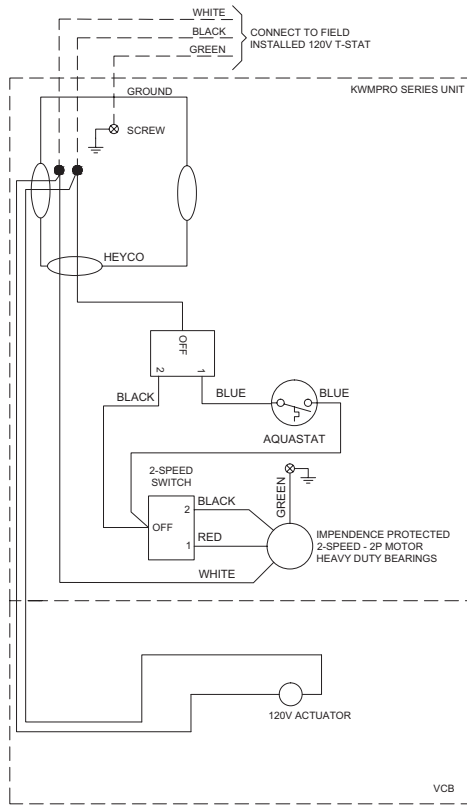 WHITE
BLACK
GREEN
CONNECT TO FIELD
INSTALLED 120V T-STAT
KWMPRO SERIES UNIT
GROUND
SCREW
HEYCO
OFF
2
1
BLACK
BLUE
BLUE
AQUASTAT
2-SPEED
SWITCH
GREEN
2
BLACK
OFF
1
RED
IMPENDENCE PROTECTED
2-SPEED - 2P MOTOR
HEAVY DUTY BEARINGS
WHITE
120V ACTUATOR
VCB